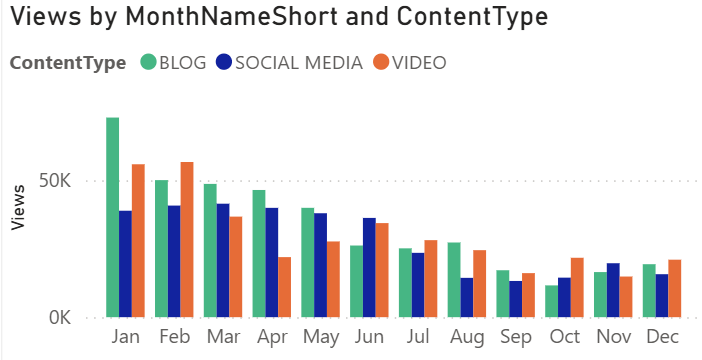 Views by MonthNameShort and ContentType
ContentType BLOG SOCIAL MEDIA VIDEO
Views
50K
0K
Jan Feb Mar Apr May Jun Jul Aug Sep Oct Nov Dec